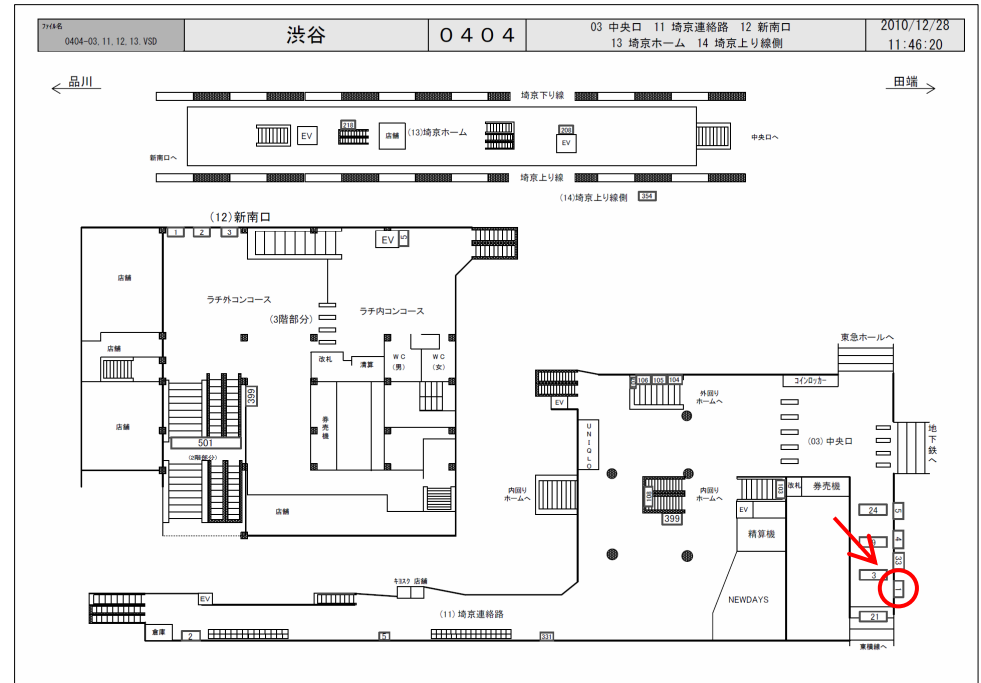 ファイル名
0404-03,11,12,13.VSD
渋谷
0404
03 中央口 11 埼京連絡路 12 新南口
13 埼京ホーム 14 埼京上り線側
2010/12/28
11:46:20
品川
田端
埼京下り線
EV
218
店舗
(13)埼京ホーム
208
EV
中央口へ
新南口へ
埼京上り線
(14)埼京上り線側
354
(12)新南口
1
2
3
EV
5
店舗
ラチ外コンコース
(3階部分)
ラチ内コンコース
店舗
改札
清算
WC
(男)
WC
(女)
399
店舗
券売機
501
(2階部分)
店舗
東急ホールへ
106
105
104
コインロッカー
外回り
ホームへ
EV
UNIQLO
(03) 中央口
地下鉄へ
内回り
ホームへ
108
399
内回り
ホームへ
103
改札
券売機
EV
精算機
24
5
4
33
3
1
21
NEWDAYS
東横線へ
キヨスク 店舗
EV
(11) 埼京連絡路
倉庫
2
5
331